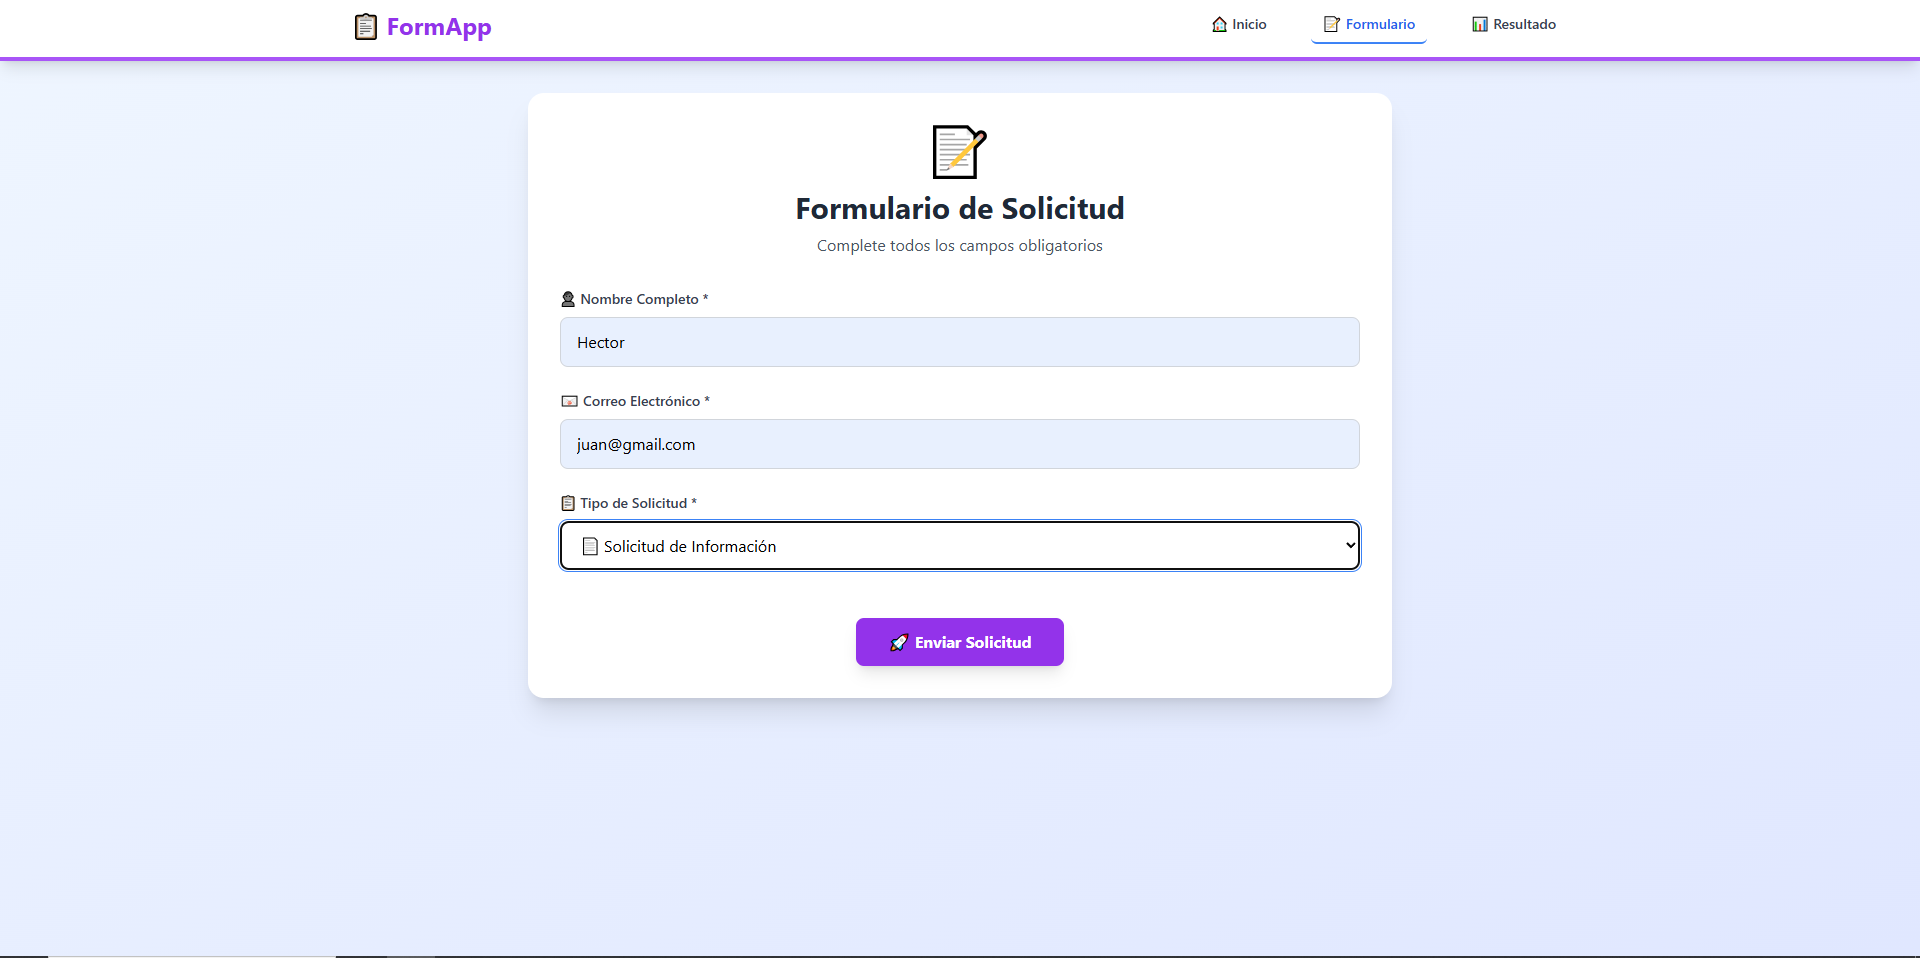 📋 FormApp
🏠 Inicio
📝 Formulario
📊 Resultado
Formulario de Solicitud
Complete todos los campos obligatorios
👤 Nombre Completo *
Hector
📧 Correo Electrónico *
juan@gmail.com
📋 Tipo de Solicitud *
📄 Solicitud de Información
🚀 Enviar Solicitud